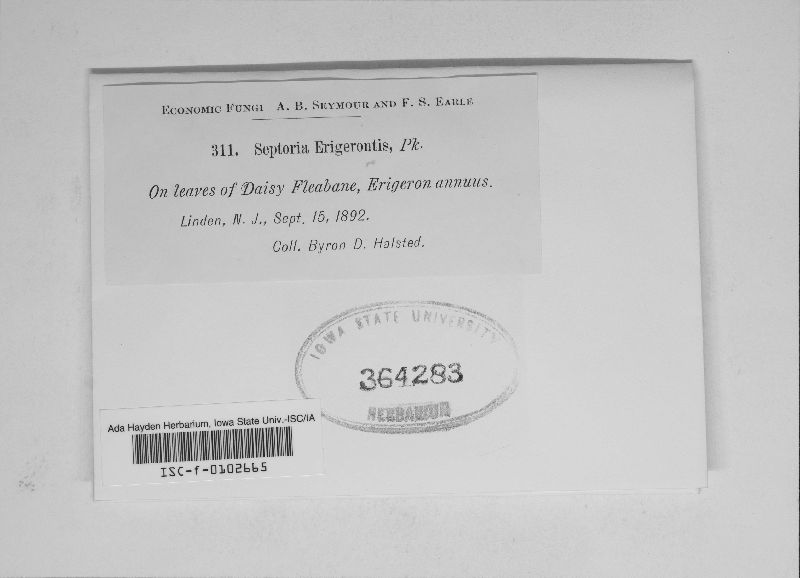 ECONOMIC FUNGI A. B. SEYMOUR AND F. S. EARLE
311. Septoria Erigerontis, Pk.
On leaves of Daisy Fleabane, Erigeron annuus.
Linden, N. J., Sept. 15, 1892.
Coll. Byron D. Halsted.
IOWA STATE UNIVERSITY
364283
HERBARIUM
Ada Hayden Herbarium, Iowa State Univ.-ISC/IA
ISC-f-0102665